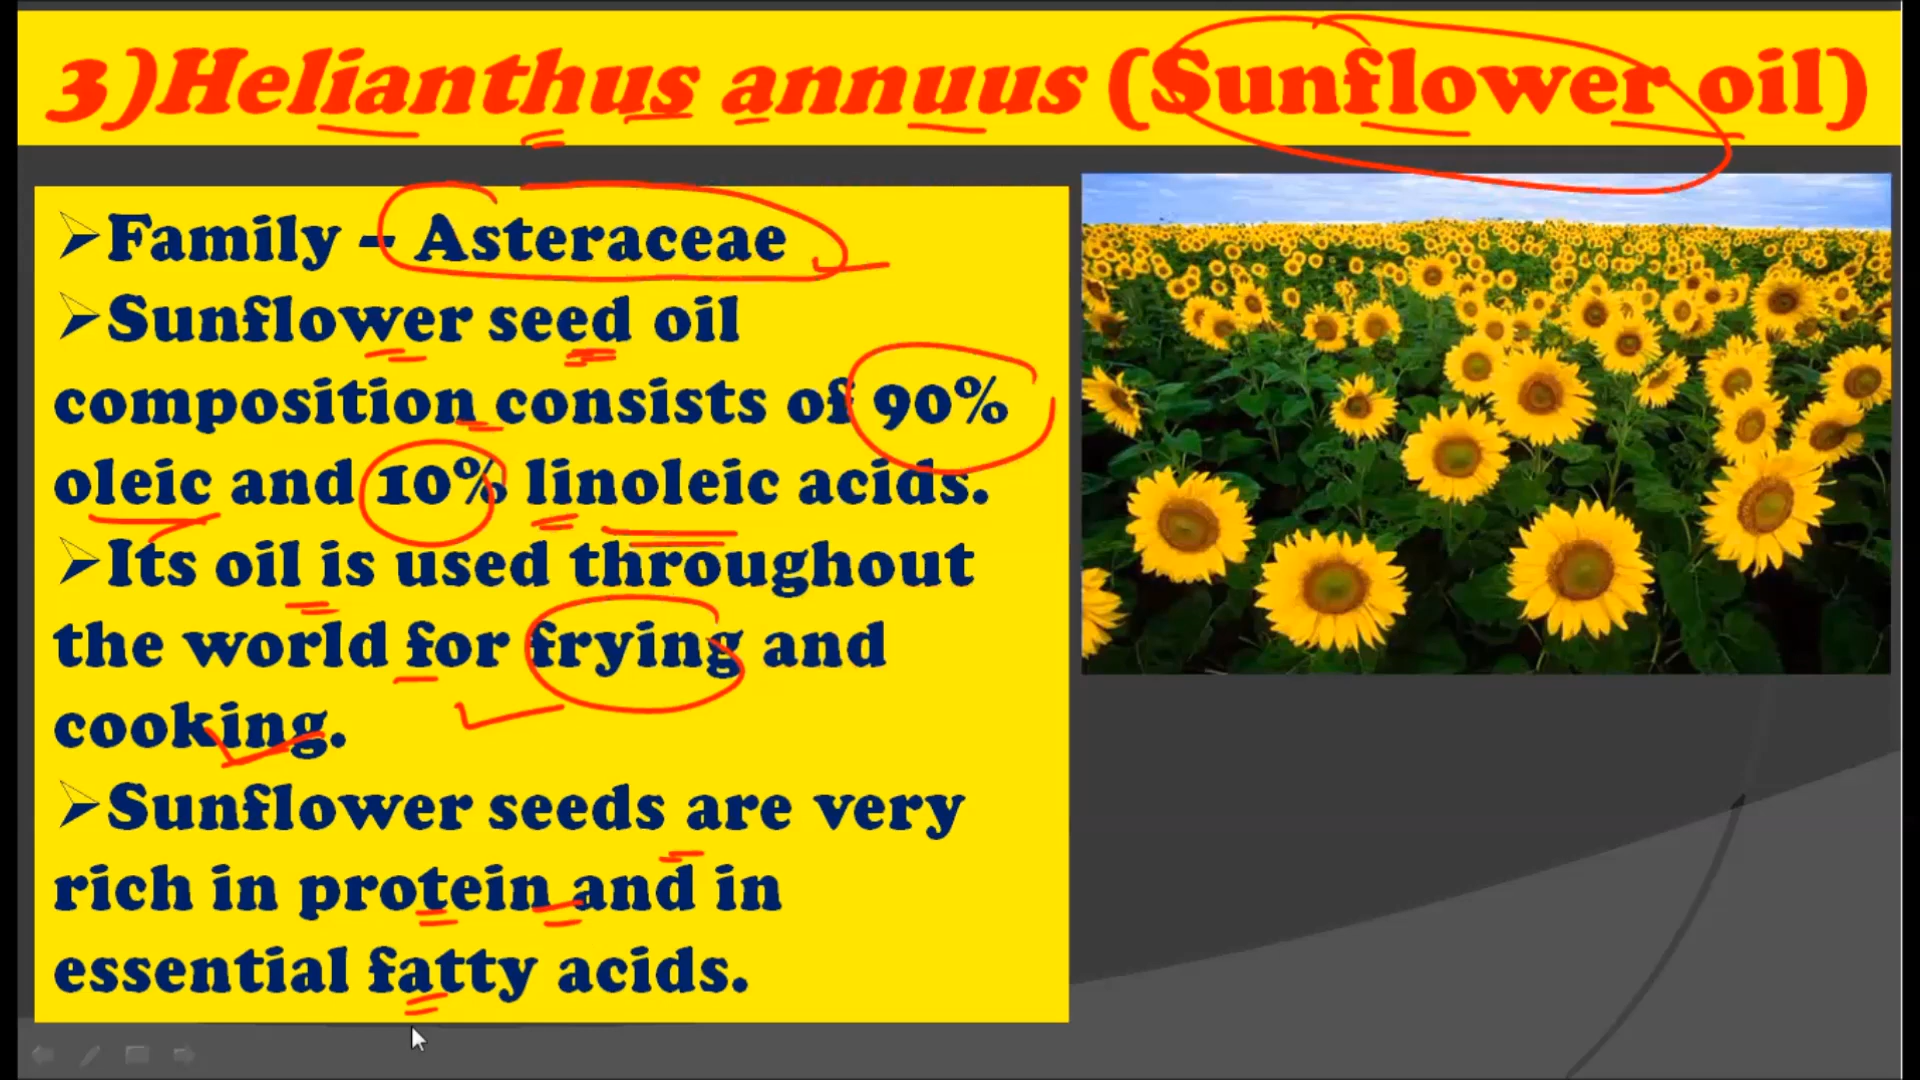 3)Helianthus annuus (Sunflower oil)
➢Family – Asteraceae
➢Sunflower seed oil
composition consists of 90%
oleic and 10% linoleic acids.
➢Its oil is used throughout
the world for frying and
cooking.
➢Sunflower seeds are very
rich in protein and in
essential fatty acids.